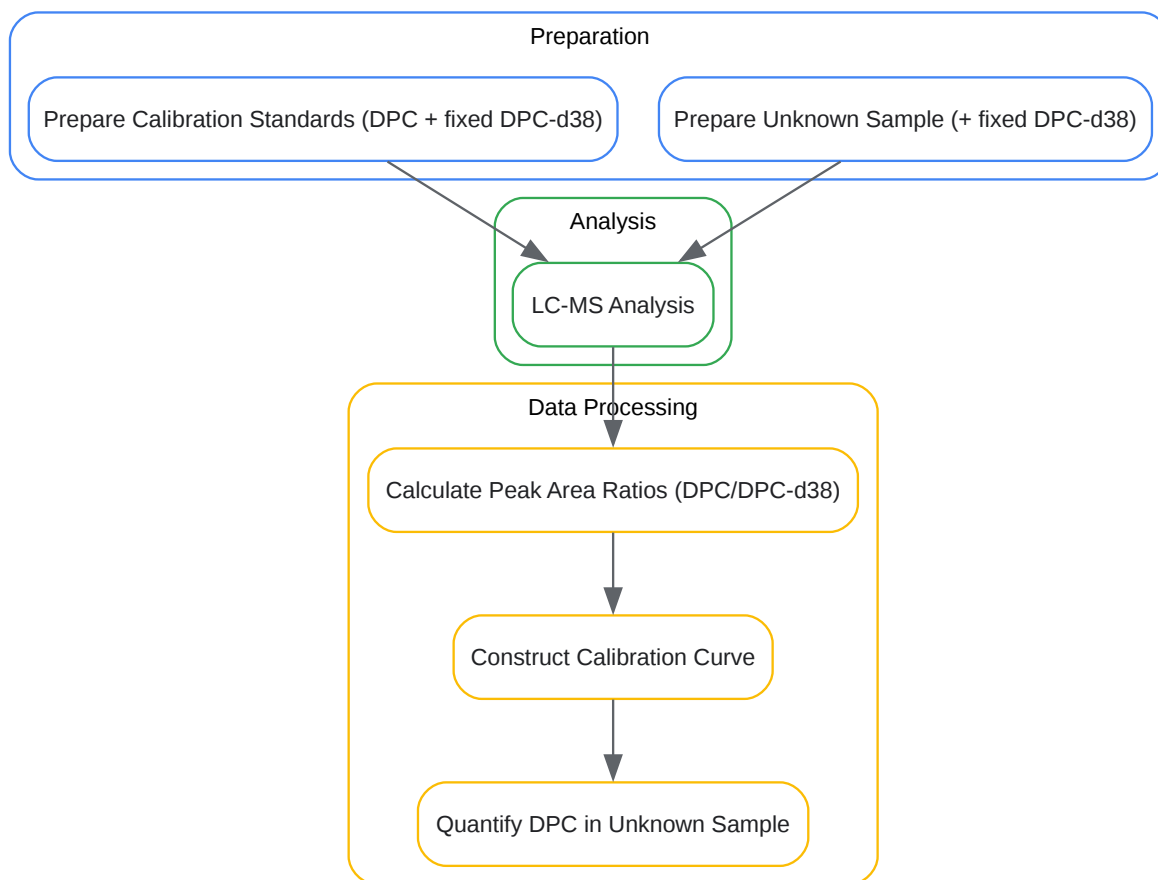 Preparation
Prepare Calibration Standards (DPC + fixed DPC-d38)
Prepare Unknown Sample (+ fixed DPC-d38)
Analysis
LC-MS Analysis
Data Processing
Calculate Peak Area Ratios (DPC/DPC-d38)
Construct Calibration Curve
Quantify DPC in Unknown Sample